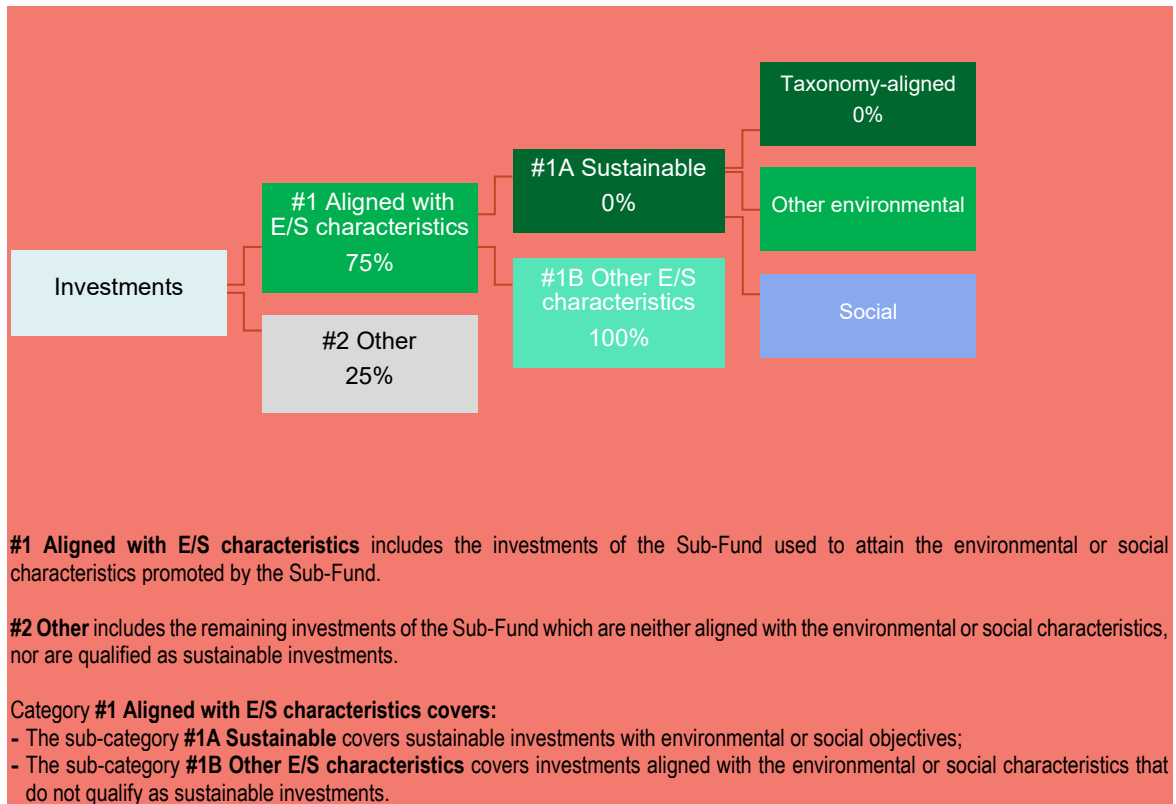 Investments
#1 Aligned with
E/S characteristics
75%
#2 Other
25%
#1A Sustainable
0%
#1B Other E/S
characteristics
100%
Taxonomy-aligned
0%
Other environmental
Social
#1 Aligned with E/S characteristics includes the investments of the Sub-Fund used to attain the environmental or social
characteristics promoted by the Sub-Fund.
#2 Other includes the remaining investments of the Sub-Fund which are neither aligned with the environmental or social characteristics,
nor are qualified as sustainable investments.
Category #1 Aligned with E/S characteristics covers:
- The sub-category #1A Sustainable covers sustainable investments with environmental or social objectives;
- The sub-category #1B Other E/S characteristics covers investments aligned with the environmental or social characteristics that
do not qualify as sustainable investments.